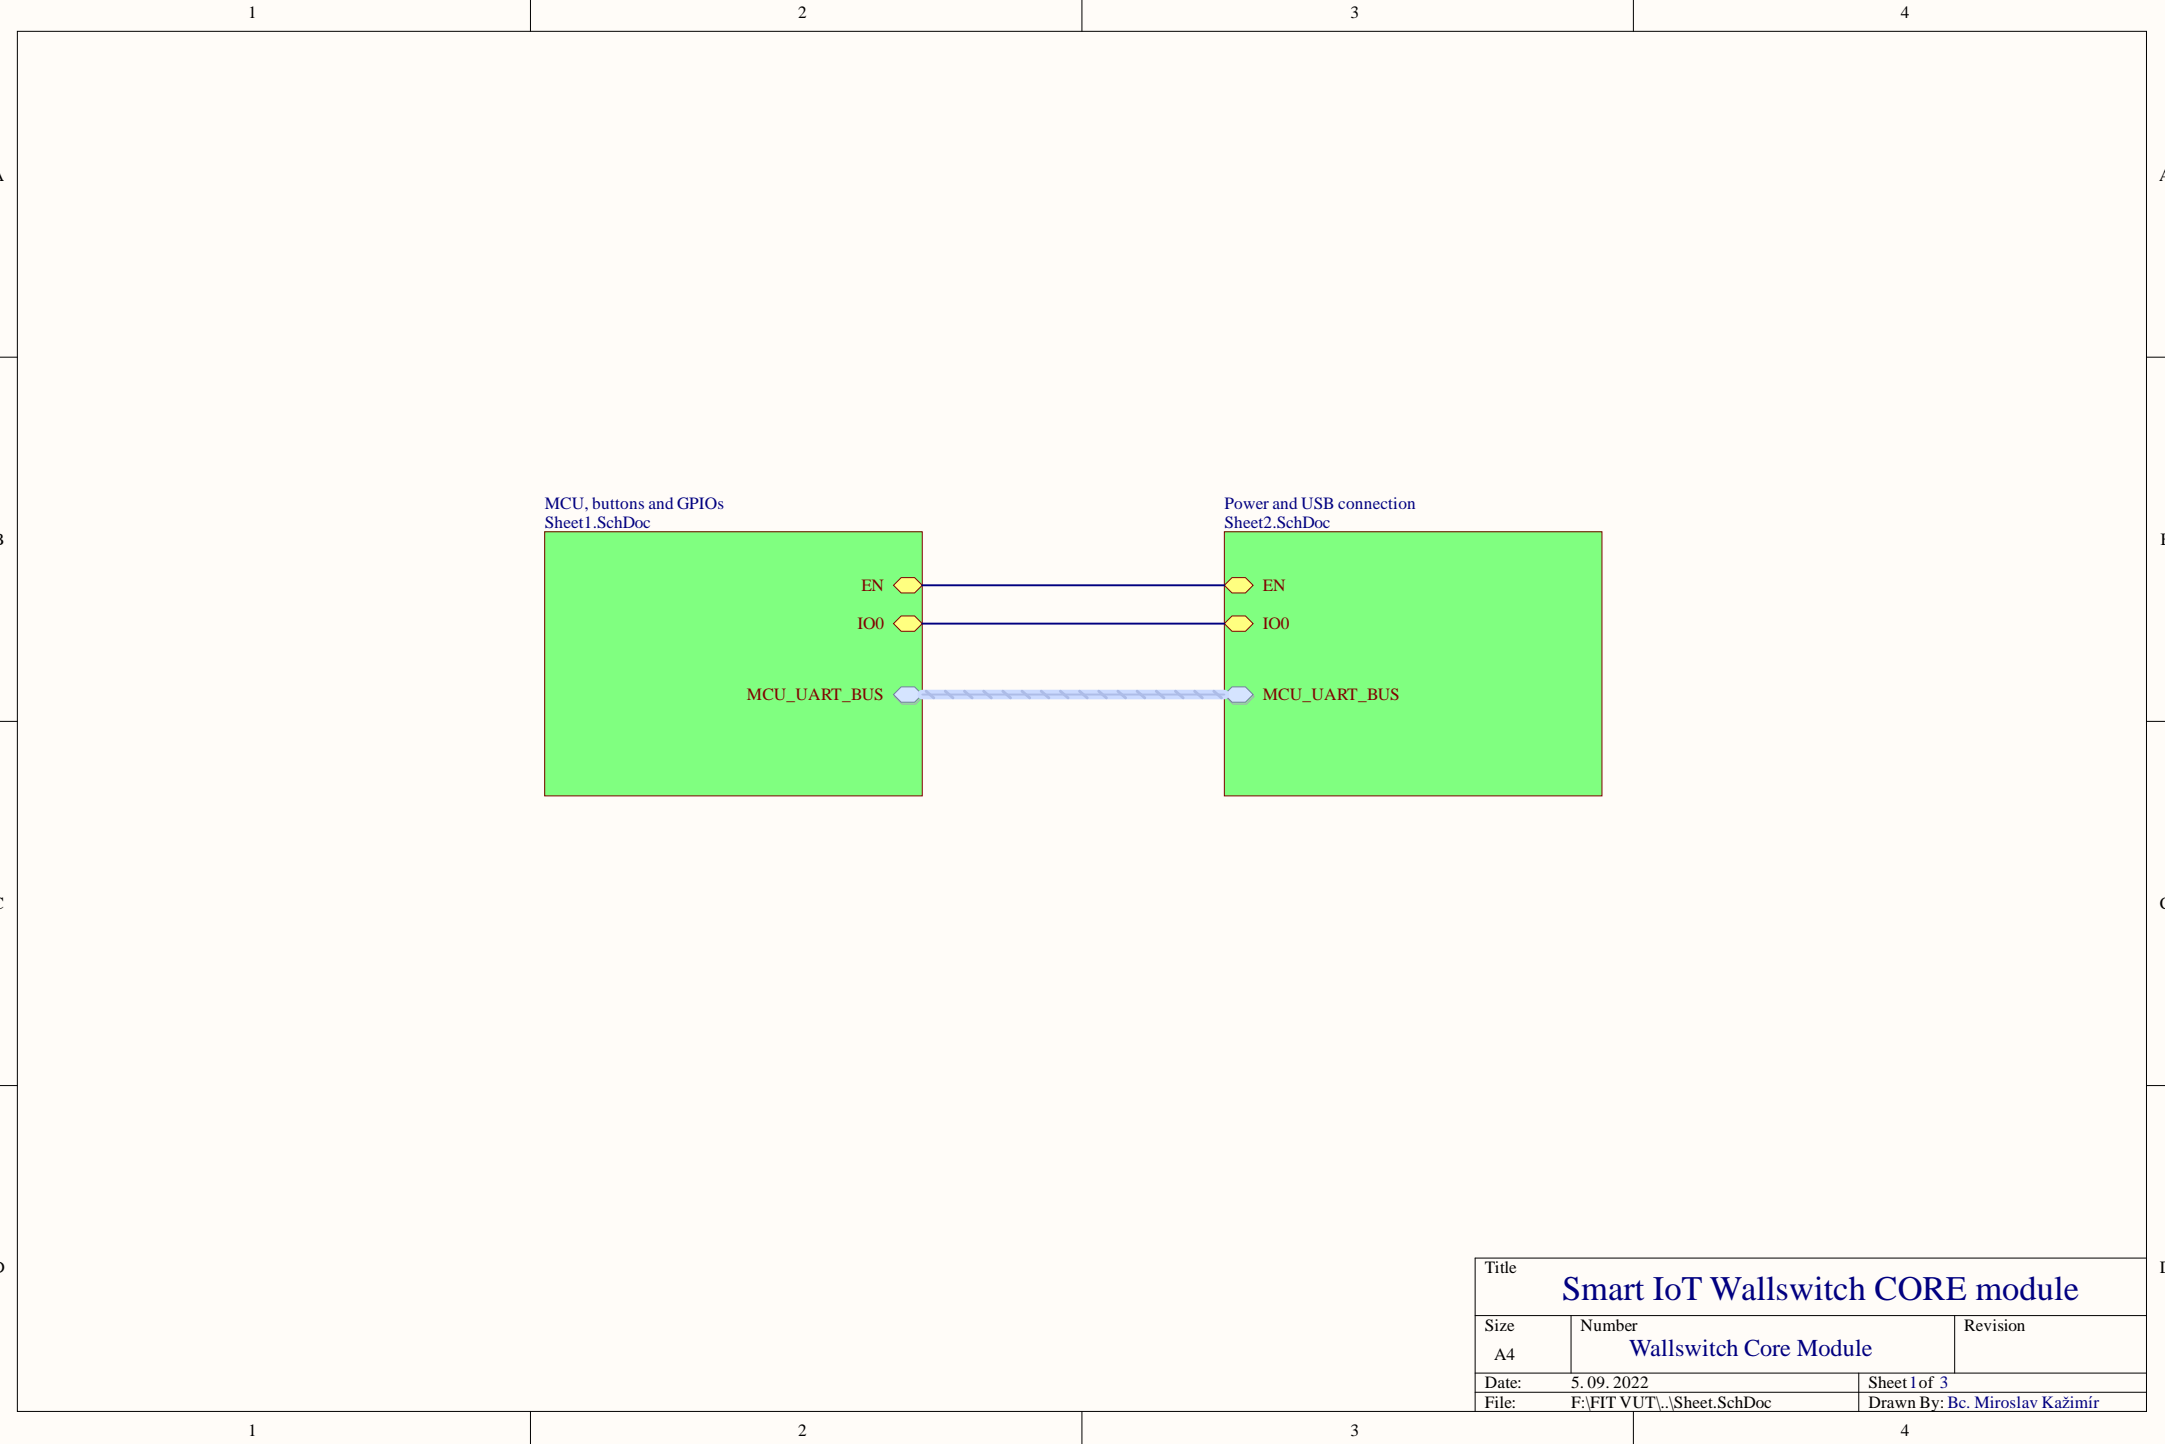 1 2 3 4
A A
MCU, buttons and GPIOs
Sheet1.SchDoc
Power and USB connection
Sheet2.SchDoc
B
EN EN
IO0 IO0
MCU_UART_BUS MCU_UART_BUS
C C
D
Title
Smart IoT Wallswitch CORE module
Size Number Revision
A4 Wallswitch Core Module
Date: 5. 09. 2022 Sheet 1 of 3
File: F:\FIT VUT\..\Sheet.SchDoc Drawn By: Bc. Miroslav Kažimír
1 2 3 4